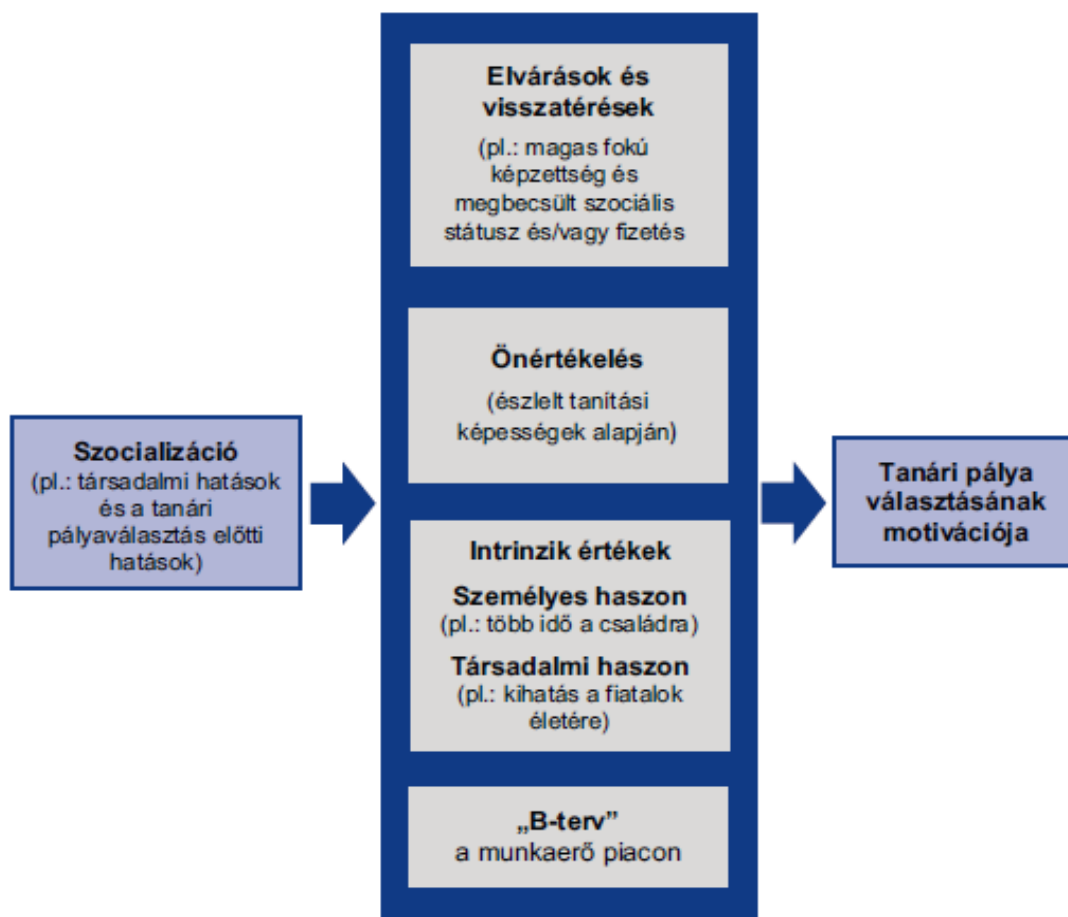 Szocializáció
(pl.: társadalmi hatások
és a tanári
pályaválasztás előtti
hatások)
Elvárások és
visszatérések
(pl.: magas fokú
képzettség és
megbecsült szociális
státusz és/vagy fizetés
Önértékelés
(észlelt tanítási
képességek alapján)
Intrinzik értékek
Személyes haszon
(pl.: több idő a családra)
Társadalmi haszon
(pl.: kihatás a fiatalok
életére)
„B-terv”
a munkaerő piacon
Tanári pálya
választásának
motivációja